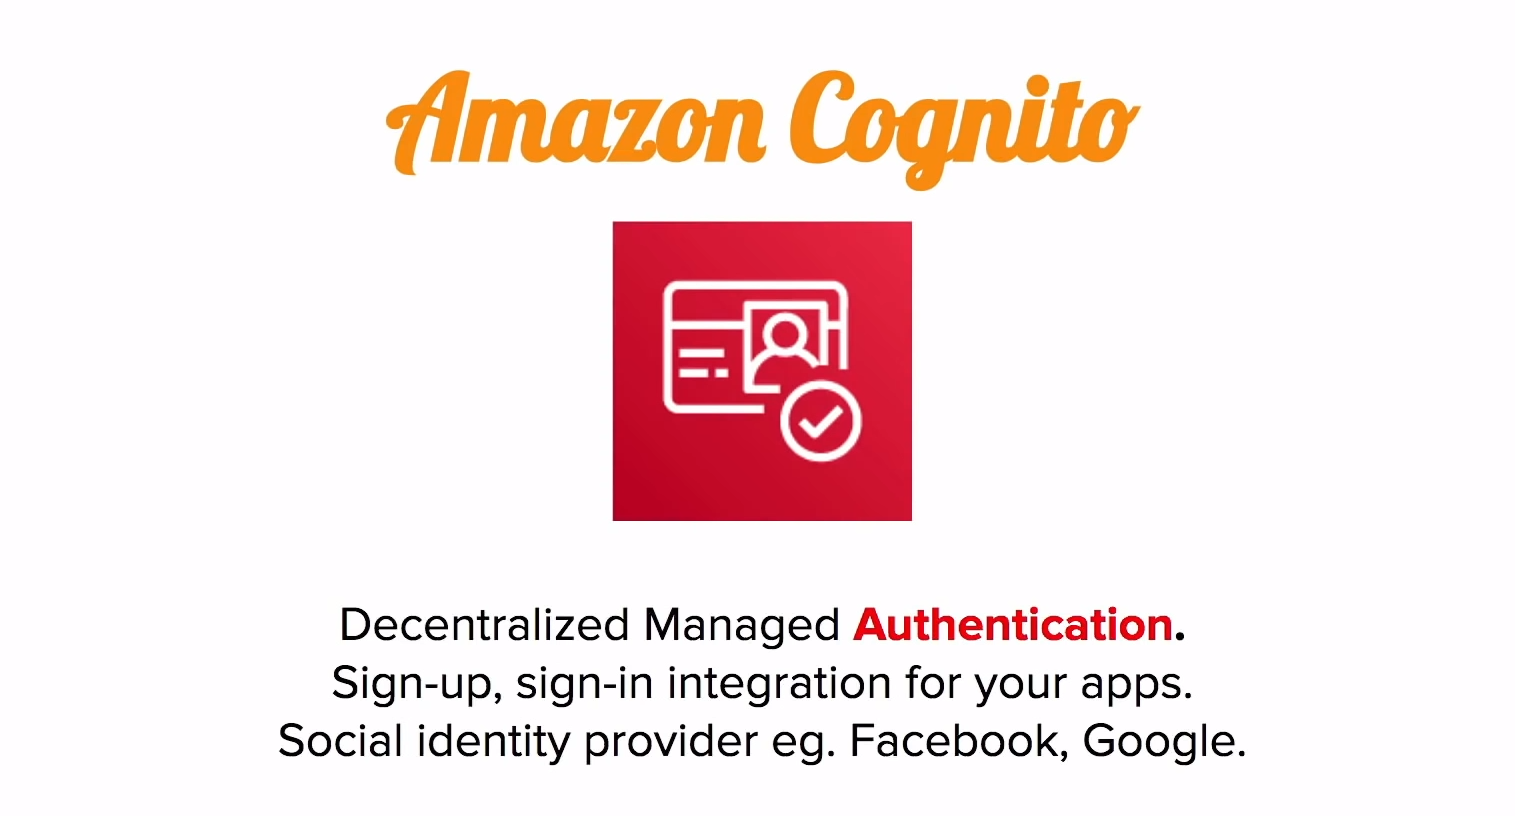 Amazon Cognito
Decentralized Managed Authentication.
Sign-up, sign-in integration for your apps.
Social identity provider eg. Facebook, Google.